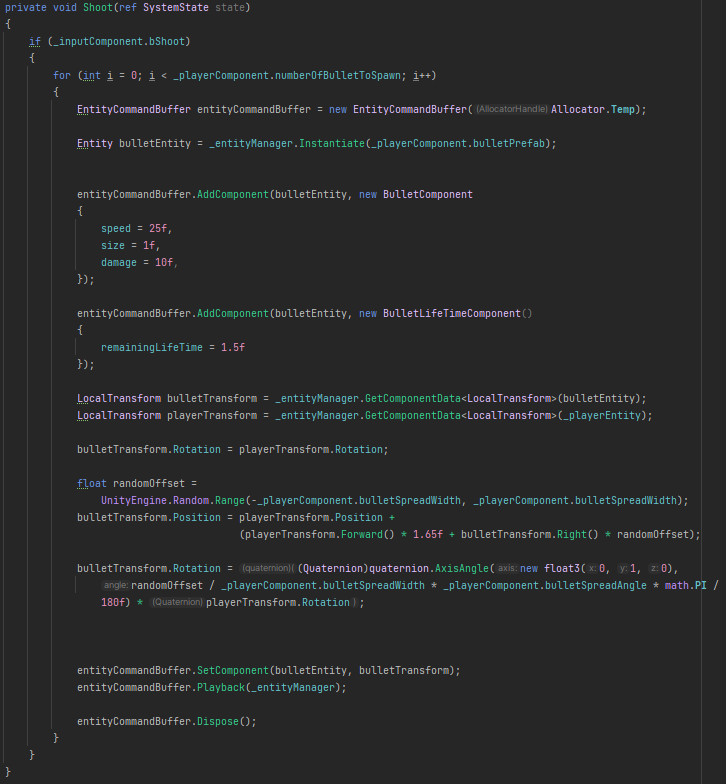 private void Shoot(ref SystemState state)
{
if (_inputComponent.bShoot)
{
for (int i = 0; i < _playerComponent.numberOfBulletToSpawn; i++)
{
EntityCommandBuffer entityCommandBuffer = new EntityCommandBuffer((AllocatorHandle)Allocator.Temp);
Entity bulletEntity = _entityManager.Instantiate(_playerComponent.bulletPrefab);
entityCommandBuffer.AddComponent(bulletEntity, new BulletComponent
{
speed = 25f,
size = 1f,
damage = 10f,
});
entityCommandBuffer.AddComponent(bulletEntity, new BulletLifeTimeComponent()
{
remainingLifeTime = 1.5f
});
LocalTransform bulletTransform = _entityManager.GetComponentData<LocalTransform>(bulletEntity);
LocalTransform playerTransform = _entityManager.GetComponentData<LocalTransform>(_playerEntity);
bulletTransform.Rotation = playerTransform.Rotation;
float randomOffset =
UnityEngine.Random.Range(-_playerComponent.bulletSpreadWidth, _playerComponent.bulletSpreadWidth);
bulletTransform.Position = playerTransform.Position +
(playerTransform.Forward() * 1.65f + bulletTransform.Right() * randomOffset);
bulletTransform.Rotation = (quaternion)((Quaternion)quaternion.AxisAngle(axis: new float3(x: 0, y: 1, z: 0),
angle: randomOffset / _playerComponent.bulletSpreadWidth * _playerComponent.bulletSpreadAngle * math.PI /
180f) * (Quaternion)playerTransform.Rotation);
entityCommandBuffer.SetComponent(bulletEntity, bulletTransform);
entityCommandBuffer.Playback(_entityManager);
entityCommandBuffer.Dispose();
}
}
}